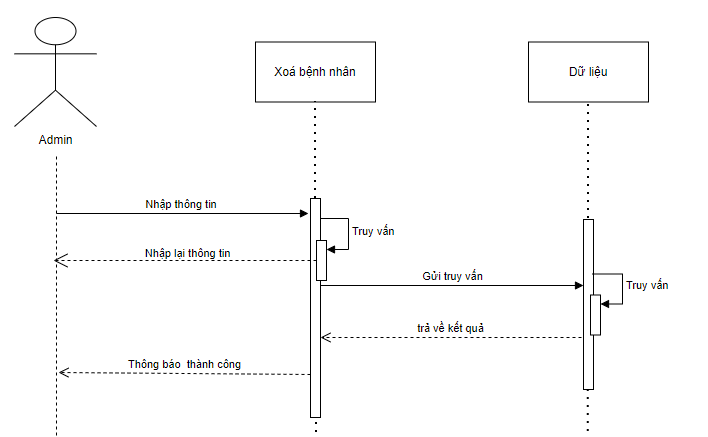 Xoá bệnh nhân
Dữ liệu
Admin
Nhập thông tin
Truy vấn
Nhập lại thông tin
Gửi truy vấn
Truy vấn
trả về kết quả
Thông báo thành công